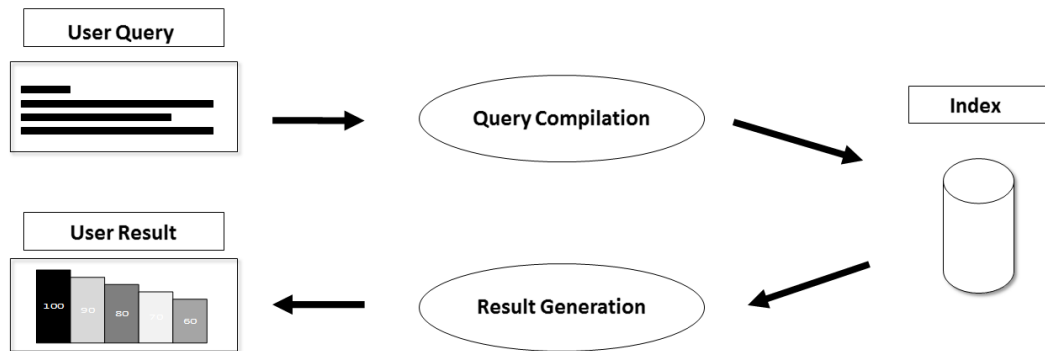 User Query
Query Compilation
Index
User Result
100
90
80
70
60
Result Generation